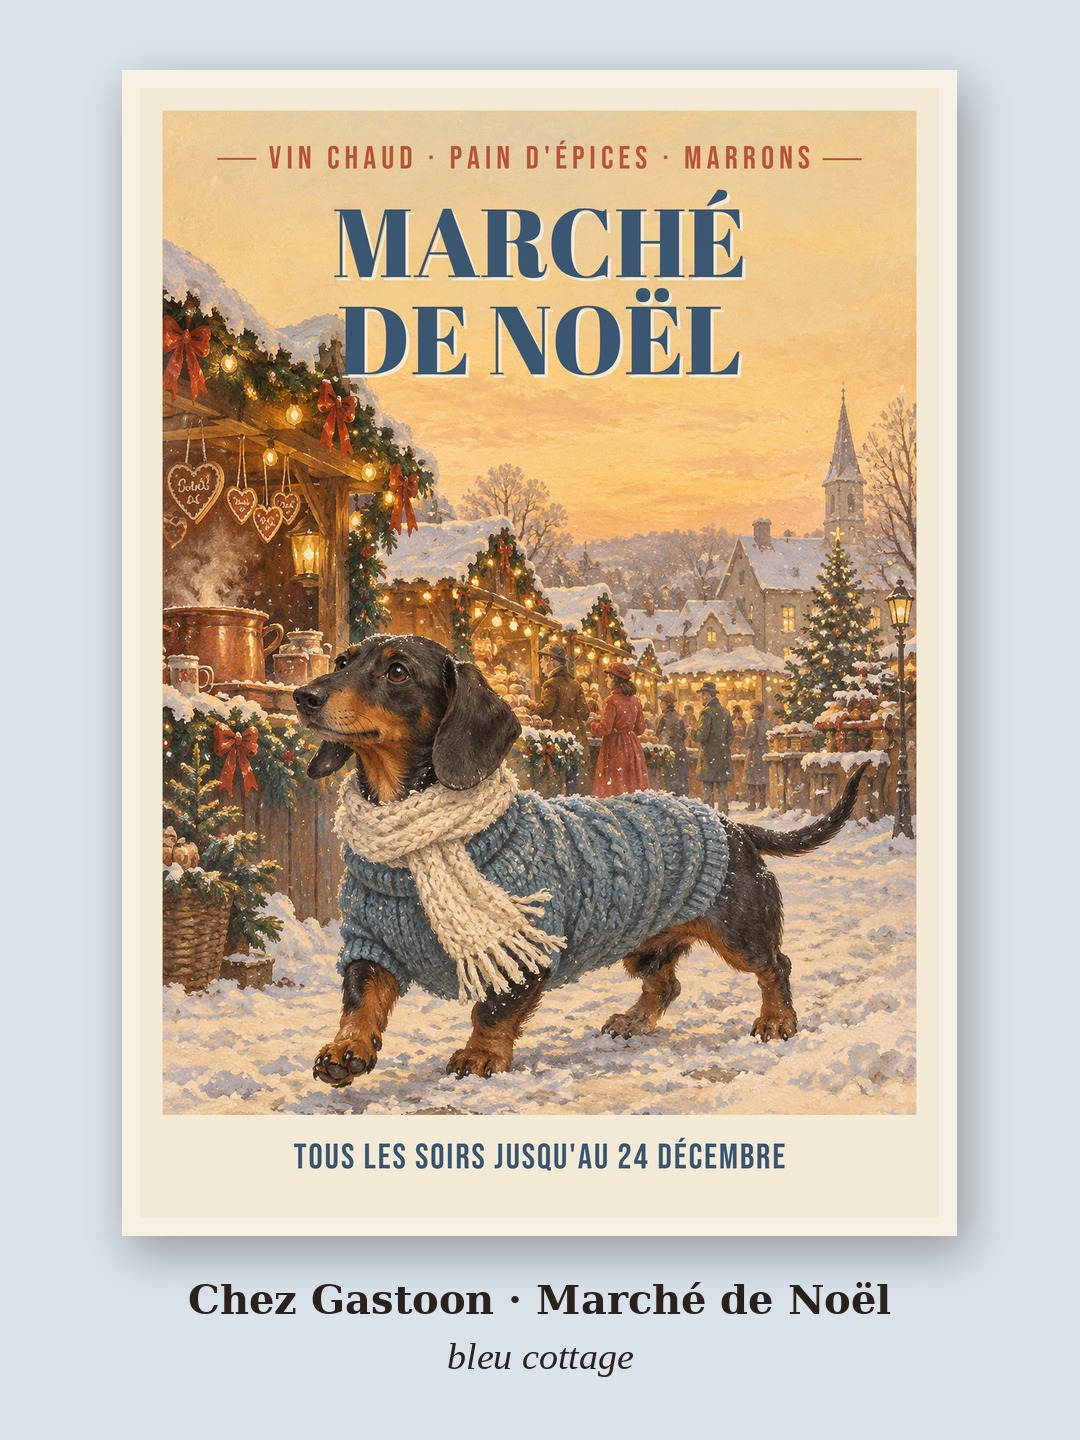 VIN CHAUD · PAIN D'ÉPICES · MARRONS
MARCHÉ
DE NOËL
TOUS LES SOIRS JUSQU'AU 24 DÉCEMBRE
Chez Gastoon · Marché de Noël
bleu cottage